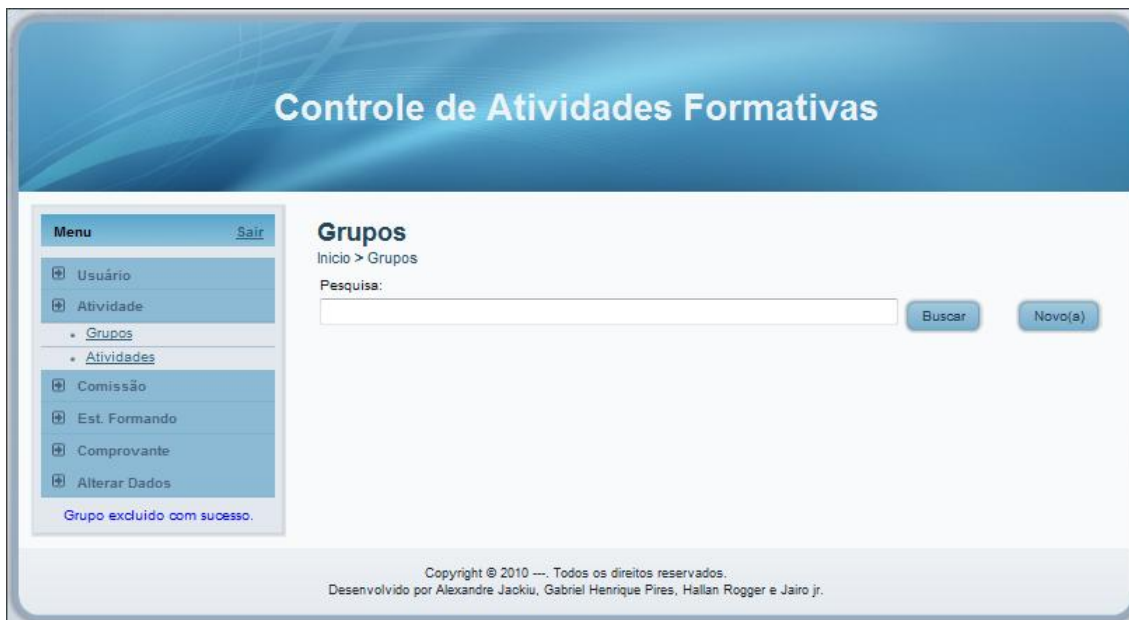 Controle de Atividades Formativas
Menu Sair
Usuário
Atividade
Grupos
Atividades
Comissão
Est. Formando
Comprovante
Alterar Dados
Grupo excluido com sucesso.
Grupos
Inicio > Grupos
Pesquisa:
Buscar Novo(a)
Copyright © 2010 ---. Todos os direitos reservados.
Desenvolvido por Alexandre Jackiu, Gabriel Henrique Pires, Hallan Rogger e Jairo jr.